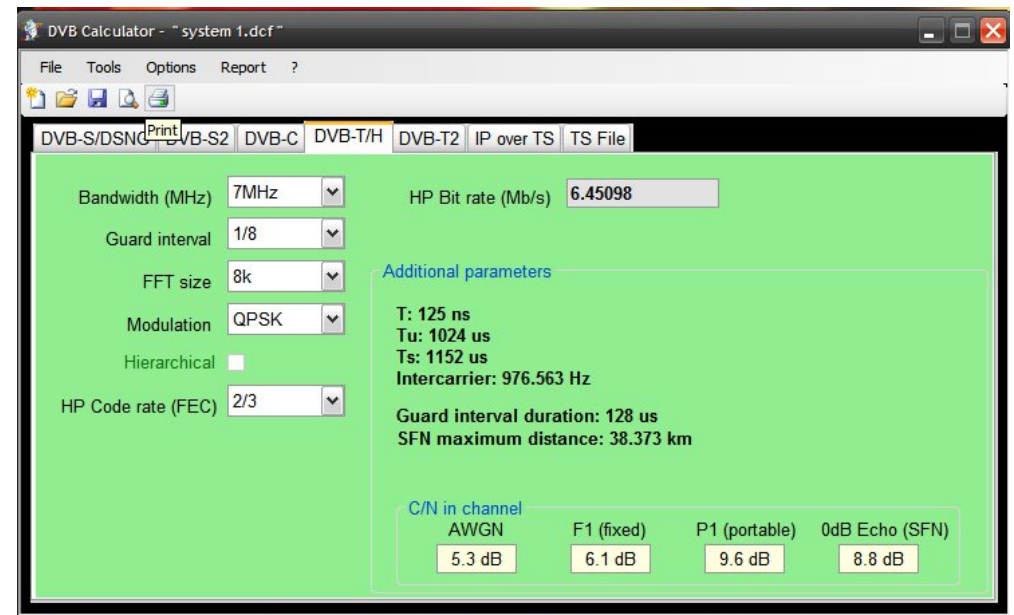 DVB Calculator - "system 1.dcf"
File Tools Options Report ?
Print
DVB-S/DSNG DVB-S2 DVB-C DVB-T/H DVB-T2 IP over TS TS File
Bandwidth (MHz) 7MHz HP Bit rate (Mb/s) 6.45098
Guard interval 1/8
FFT size 8k
Modulation QPSK
Hierarchical
HP Code rate (FEC) 2/3
Additional parameters
T: 125 ns
Tu: 1024 us
Ts: 1152 us
Intercarrier: 976.563 Hz
Guard interval duration: 128 us
SFN maximum distance: 38.373 km
C/N in channel
AWGN F1 (fixed) P1 (portable) 0dB Echo (SFN)
5.3 dB 6.1 dB 9.6 dB 8.8 dB